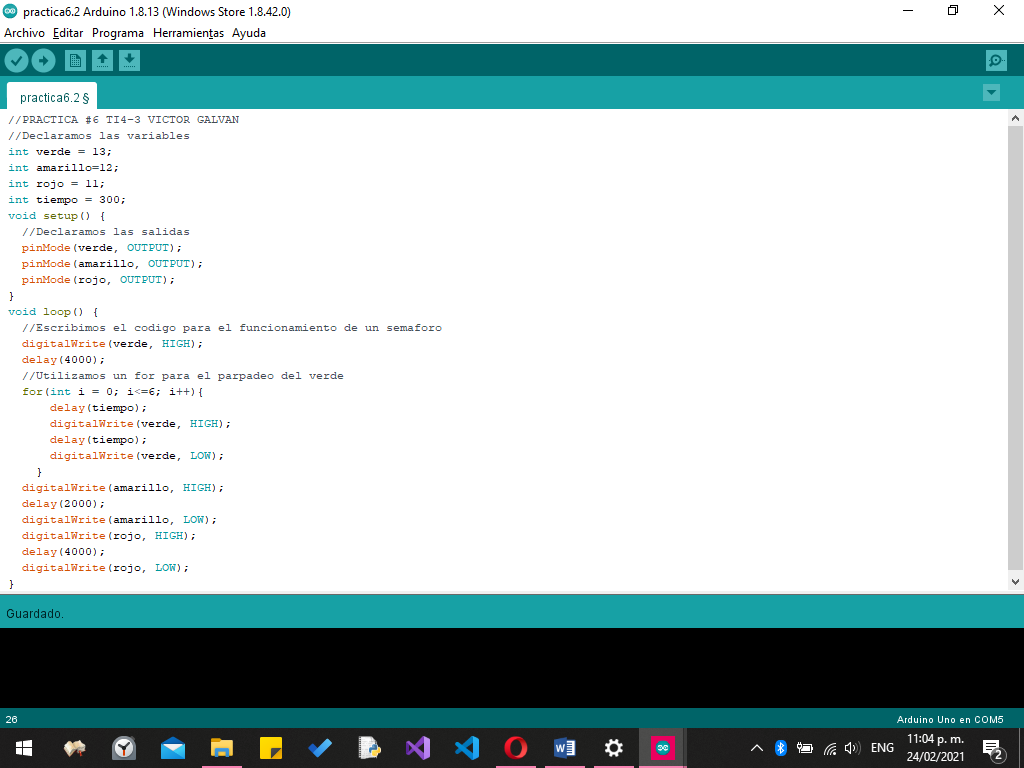 practica6.2 Arduino 1.8.13 (Windows Store 1.8.42.0)
Archivo Editar Programa Herramientas Ayuda
practica6.2 §
//PRACTICA #6 TI4-3 VICTOR GALVAN
//Declaramos las variables
int verde = 13;
int amarillo=12;
int rojo = 11;
int tiempo = 300;
void setup() {
  //Declaramos las salidas
  pinMode(verde, OUTPUT);
  pinMode(amarillo, OUTPUT);
  pinMode(rojo, OUTPUT);
}
void loop() {
  //Escribimos el codigo para el funcionamiento de un semaforo
  digitalWrite(verde, HIGH);
  delay(4000);
  //Utilizamos un for para el parpadeo del verde
  for(int i = 0; i<=6; i++){
      delay(tiempo);
      digitalWrite(verde, HIGH);
      delay(tiempo);
      digitalWrite(verde, LOW);
    }
  digitalWrite(amarillo, HIGH);
  delay(2000);
  digitalWrite(amarillo, LOW);
  digitalWrite(rojo, HIGH);
  delay(4000);
  digitalWrite(rojo, LOW);
}
Guardado.
26 Arduino Uno en COM5
ENG
11:04 p. m.
24/02/2021
2